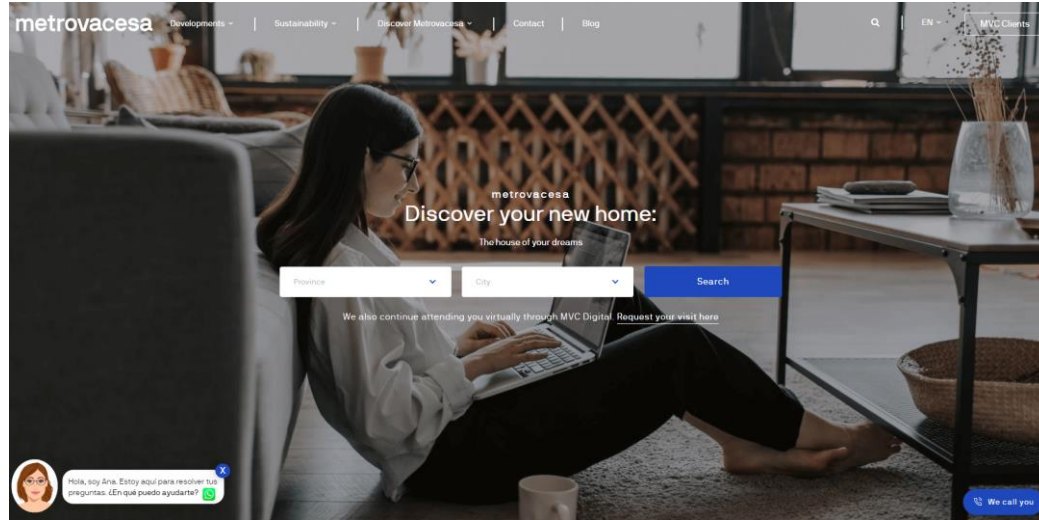 metrovacesa Developments Sustainability Discover Metrovacesa Contact Blog EN MVC Clients
metrovacesa
Discover your new home:
The house of your dreams
Province City Search
We also continue attending you virtually through MVC Digital. Request your visit here
X
Hola, soy Ana. Estoy aquí para resolver tus
preguntas. ¿En qué puedo ayudarte?
We call you